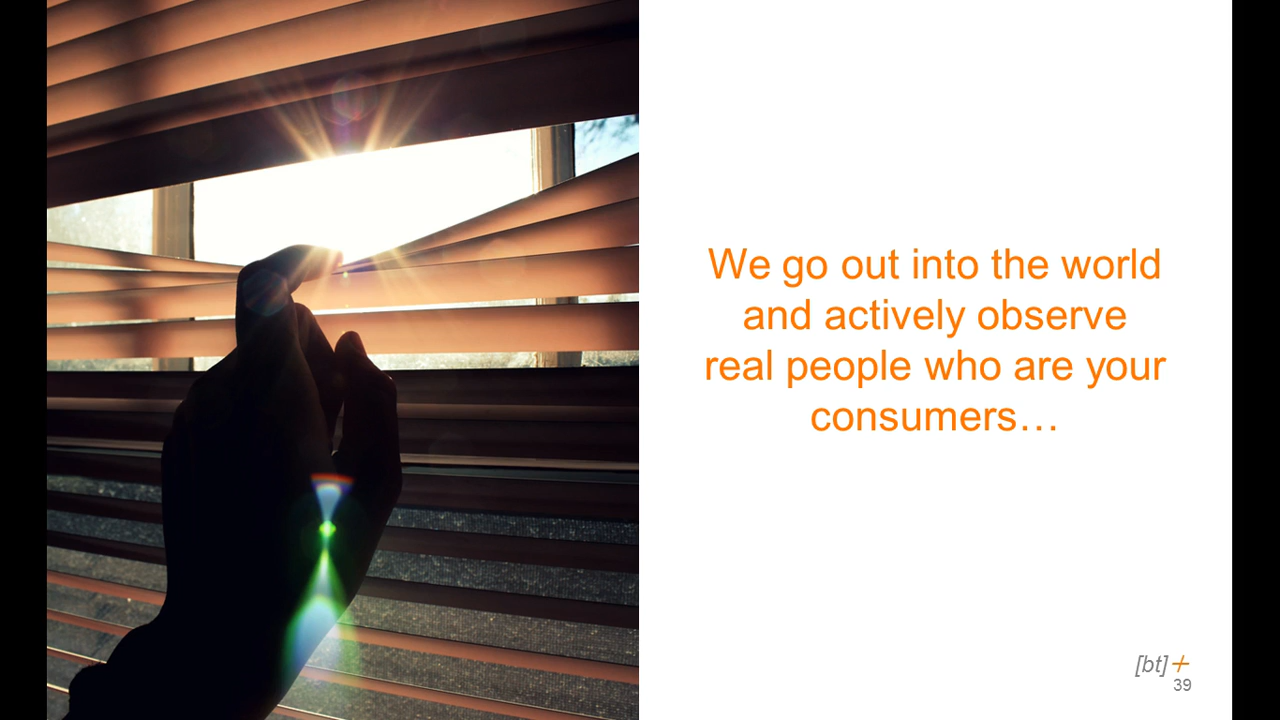 We go out into the world
and actively observe
real people who are your
consumers…
[bt]+
39